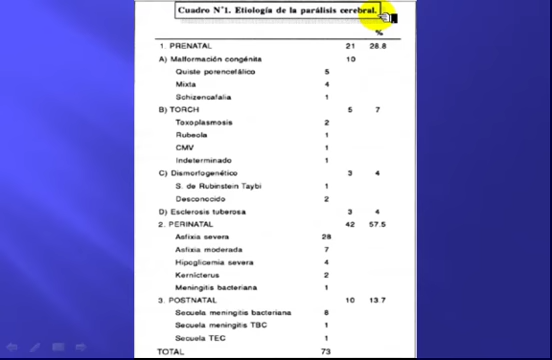 Cuadro N°1. Etiología de la parálisis cerebral.
%
1. PRENATAL 21 28.8
A) Malformación congénita 10
Quiste porencefálico 5
Mixta 4
Schizencafalia 1
B) TORCH 5 7
Toxoplasmosis 2
Rubeola 1
CMV 1
Indeterminado 1
C) Dismorfogenético 3 4
S. de Rubinstein Taybi 1
Desconocido 2
D) Esclerosis tuberosa 3 4
2. PERINATAL 42 57.5
Asfixia severa 28
Asfixia moderada 7
Hipoglicemia severa 4
Kernicterus 2
Meningitis bacteriana 1
3. POSTNATAL 10 13.7
Secuela meningitis bacteriana 8
Secuela meningitis TBC 1
Secuela TEC 1
TOTAL 73